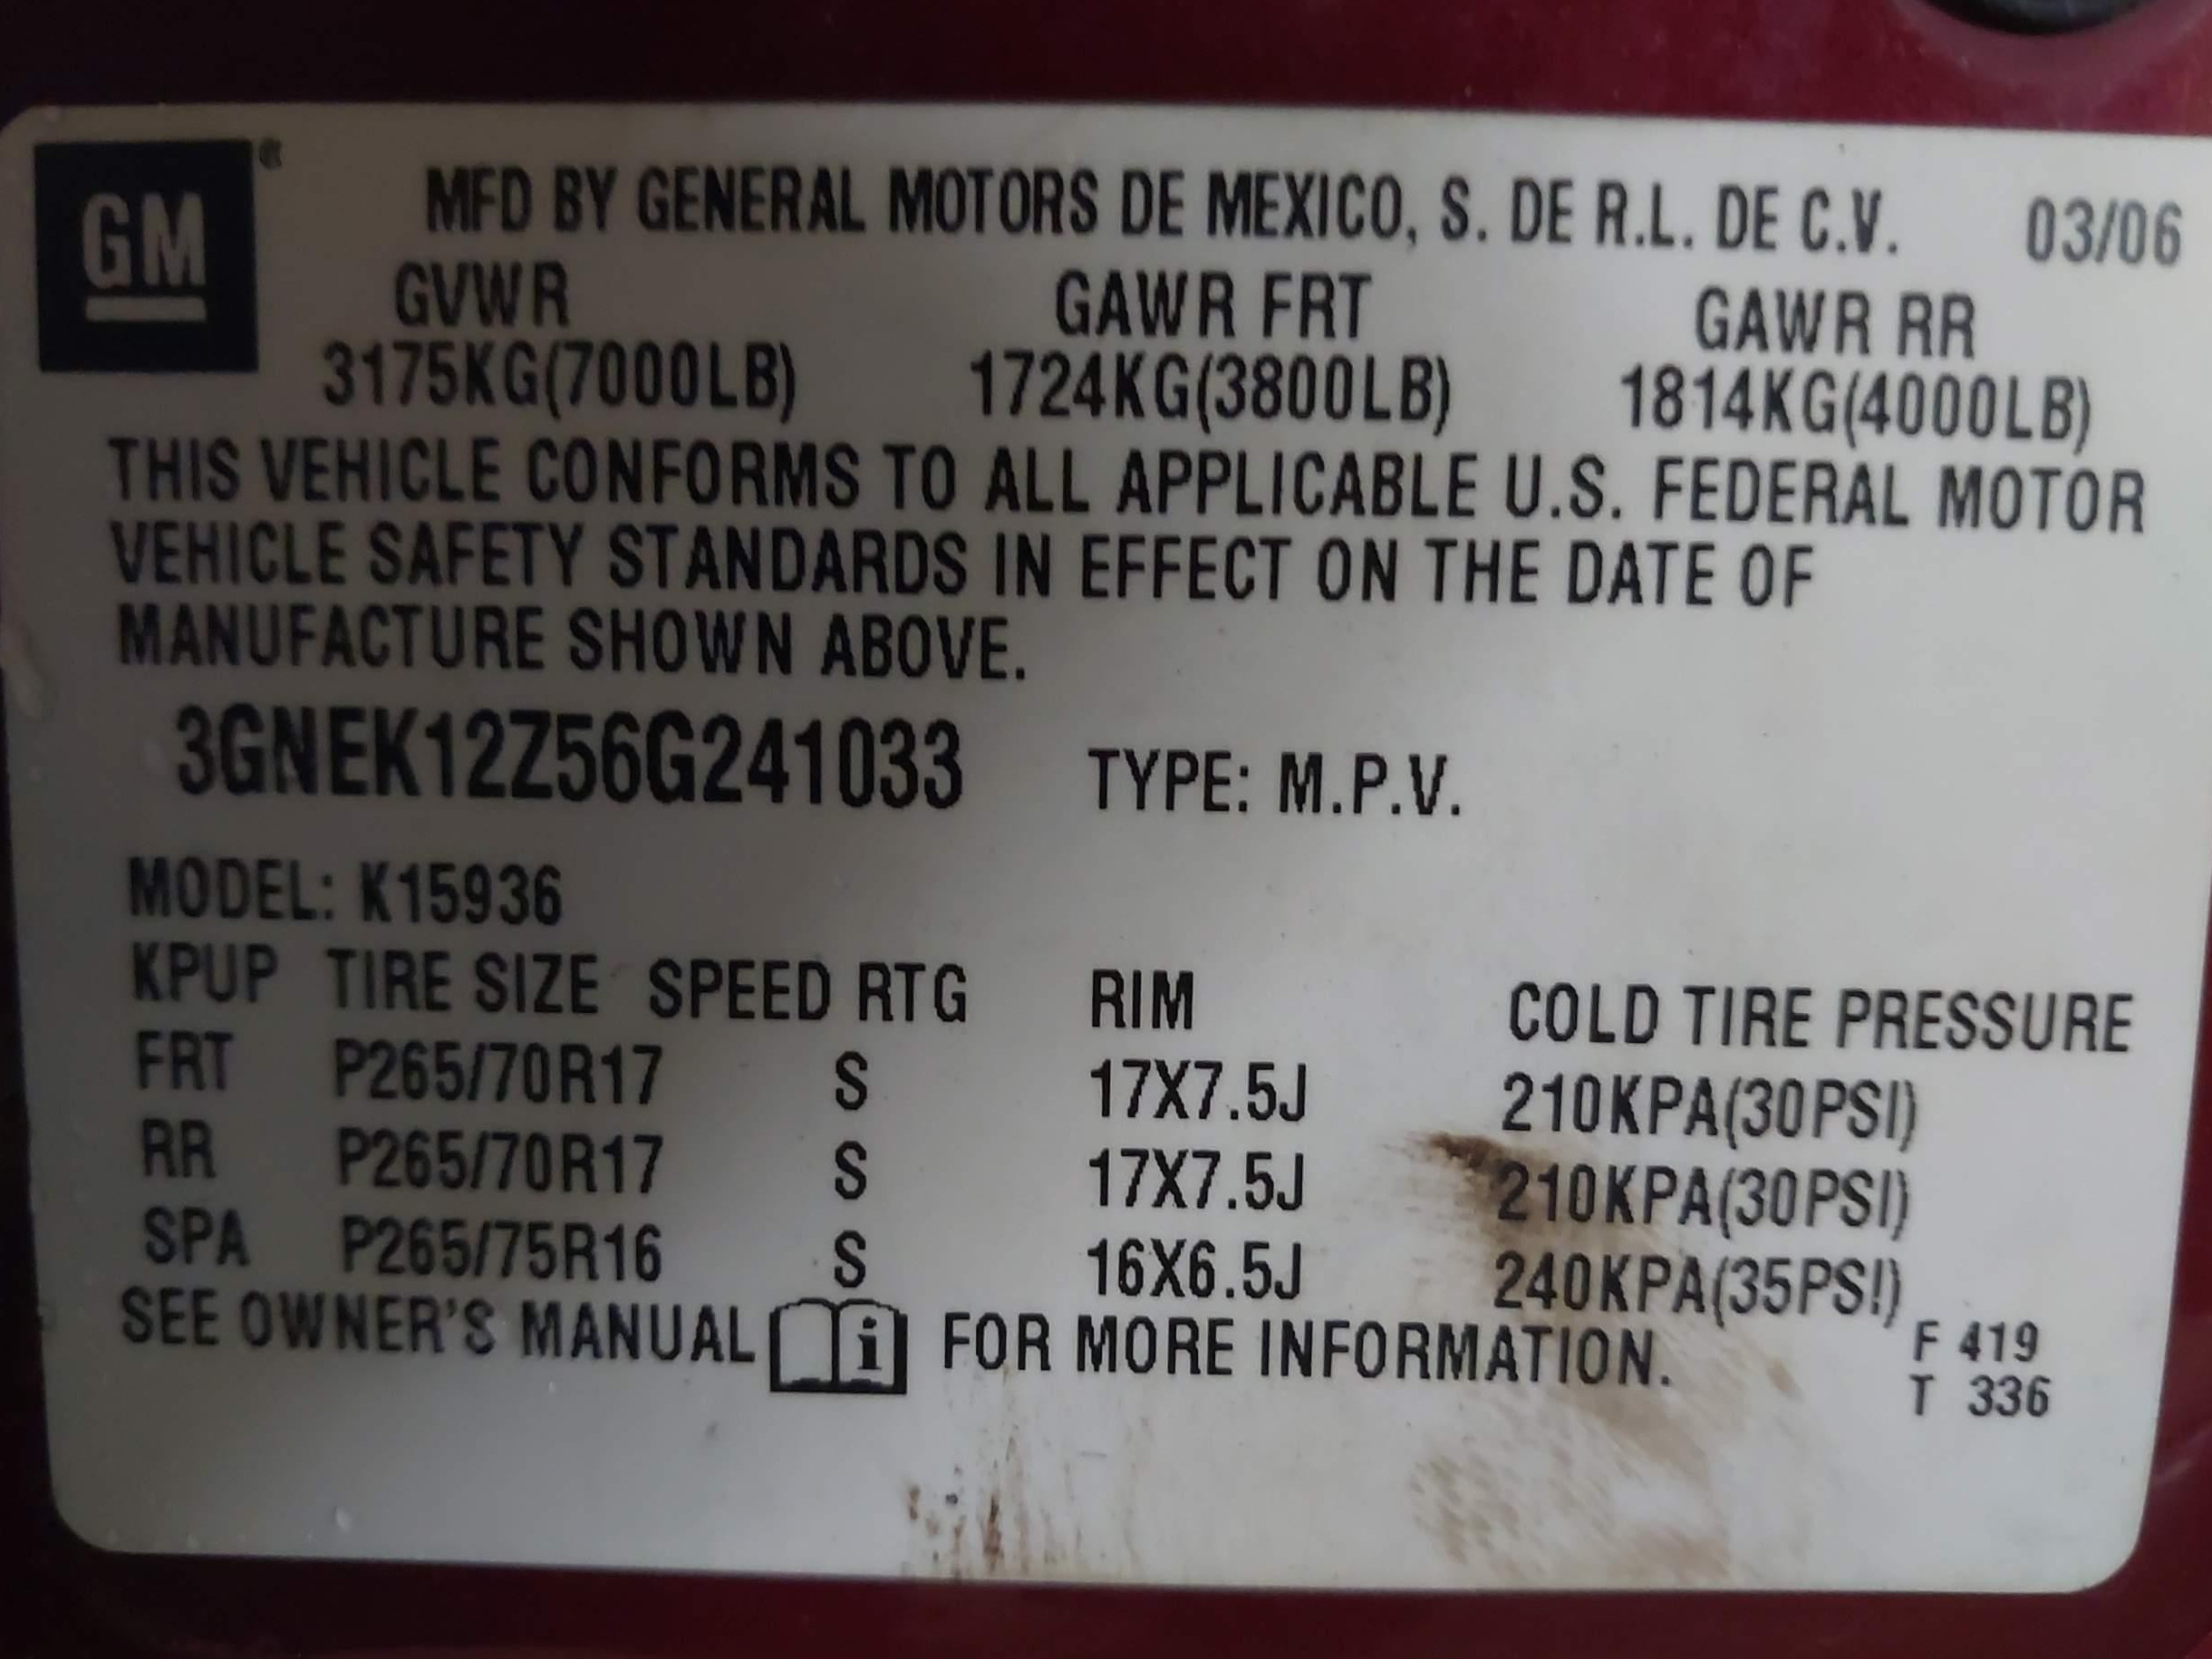 GM®
MFD BY GENERAL MOTORS DE MEXICO, S. DE R.L. DE C.V. 03/06
GVWR GAWR FRT GAWR RR
3175KG(7000LB) 1724KG(3800LB) 1814KG(4000LB)
THIS VEHICLE CONFORMS TO ALL APPLICABLE U.S. FEDERAL MOTOR
VEHICLE SAFETY STANDARDS IN EFFECT ON THE DATE OF
MANUFACTURE SHOWN ABOVE.
3GNEK12Z56G241033 TYPE: M.P.V.
MODEL: K15936
KPUP TIRE SIZE SPEED RTG RIM COLD TIRE PRESSURE
FRT P265/70R17 S 17X7.5J 210KPA(30PSI)
RR P265/70R17 S 17X7.5J 210KPA(30PSI)
SPA P265/75R16 S 16X6.5J 240KPA(35PSI)
SEE OWNER'S MANUAL i FOR MORE INFORMATION.
F 419
T 336